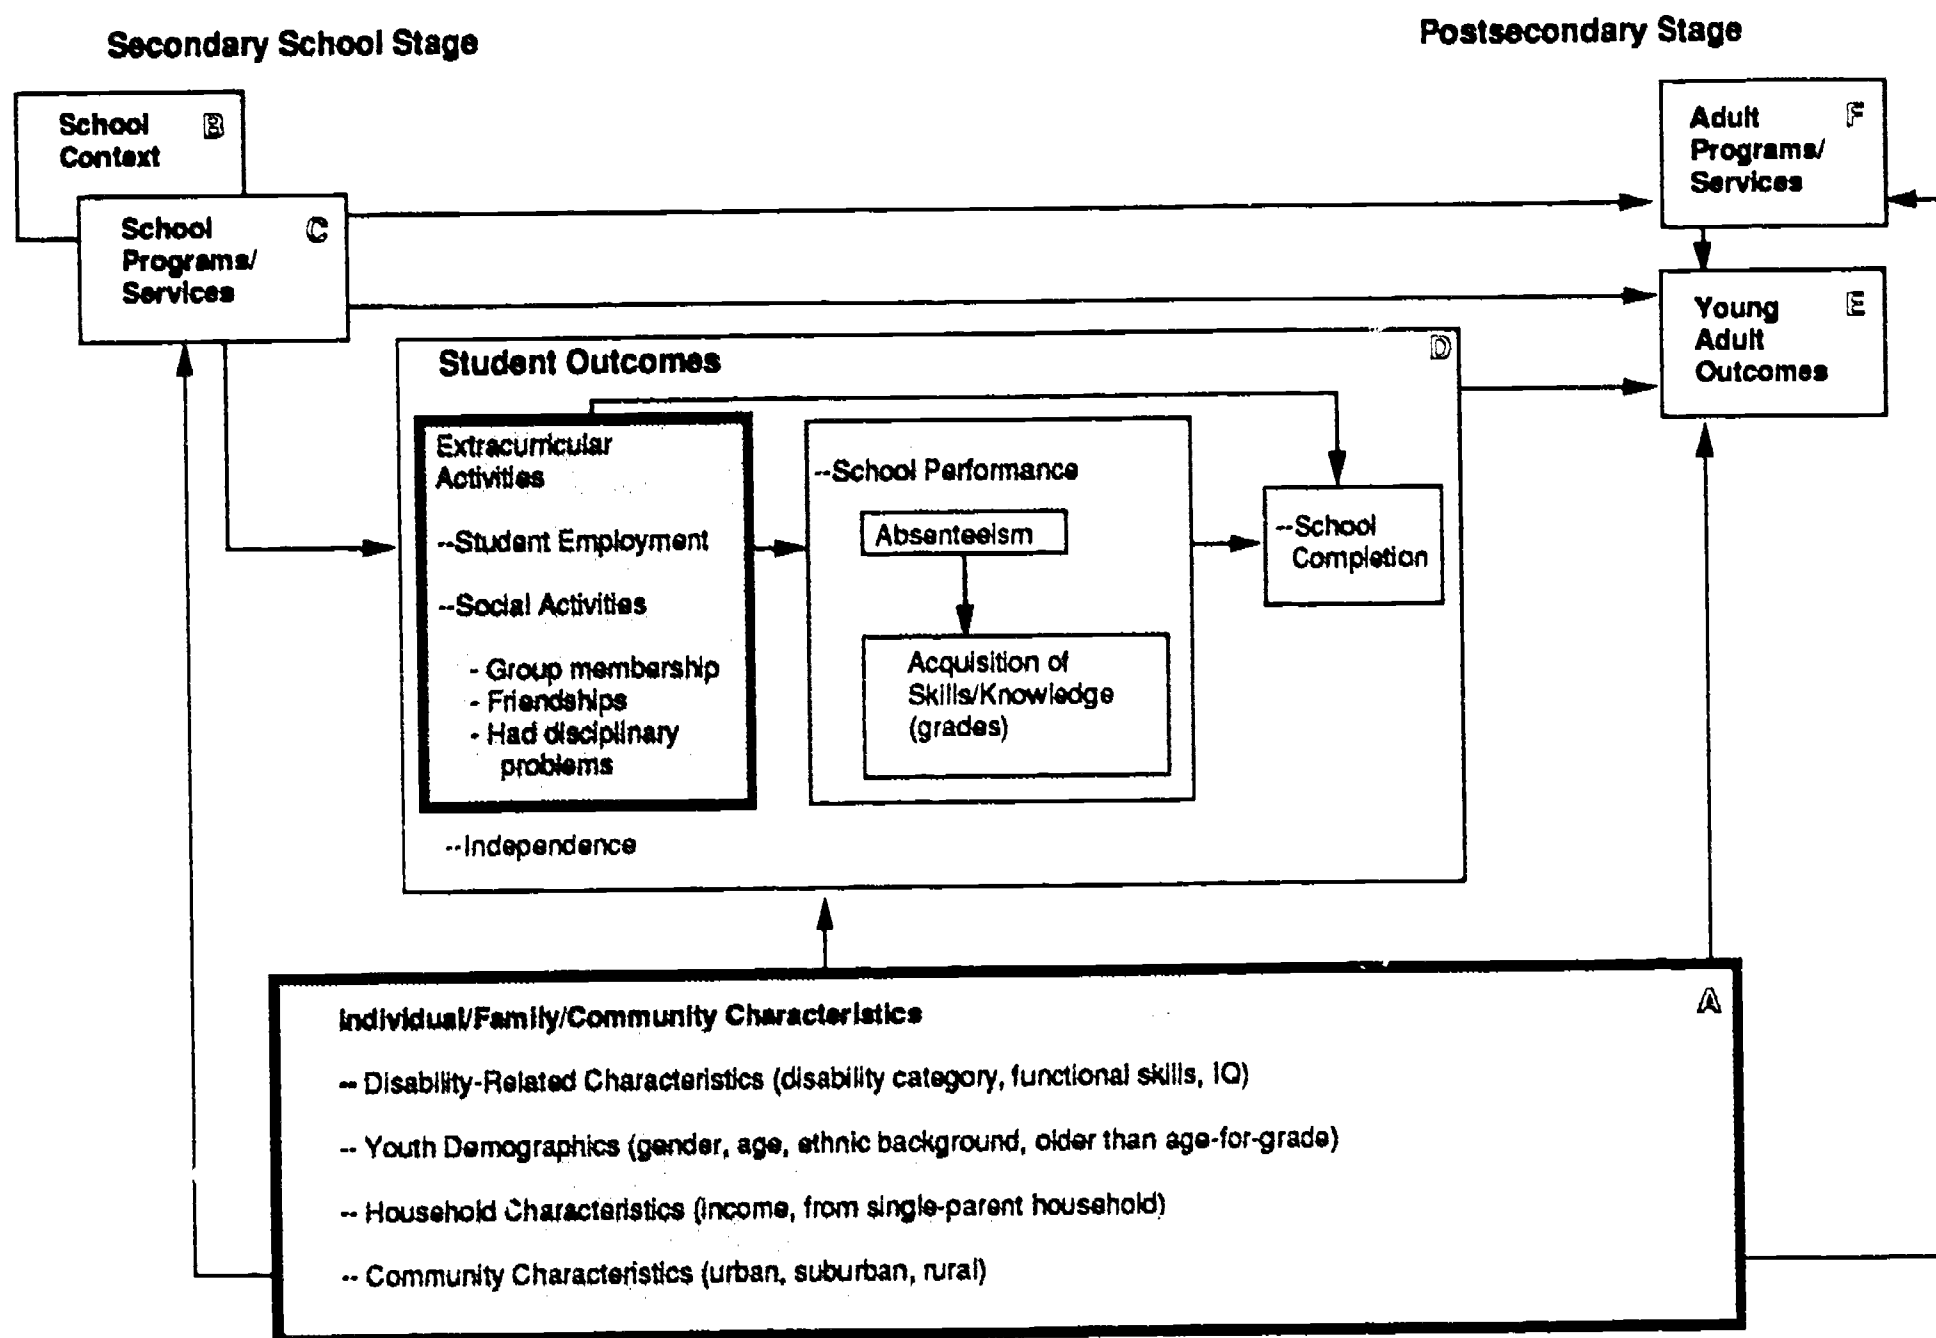 Secondary School Stage
Postsecondary Stage
School B
Context
School C
Programs/
Services
Adult F
Programs/
Services
Young E
Adult
Outcomes
Student Outcomes D
Extracurricular
Activities
--Student Employment
--Social Activities
- Group membership
- Friendships
- Had disciplinary
problems
--Independence
--School Performance
Absenteeism
Acquisition of
Skills/Knowledge
(grades)
--School
Completion
Individual/Family/Community Characteristics A
-- Disability-Related Characteristics (disability category, functional skills, IQ)
-- Youth Demographics (gender, age, ethnic background, older than age-for-grade)
-- Household Characteristics (income, from single-parent household)
-- Community Characteristics (urban, suburban, rural)